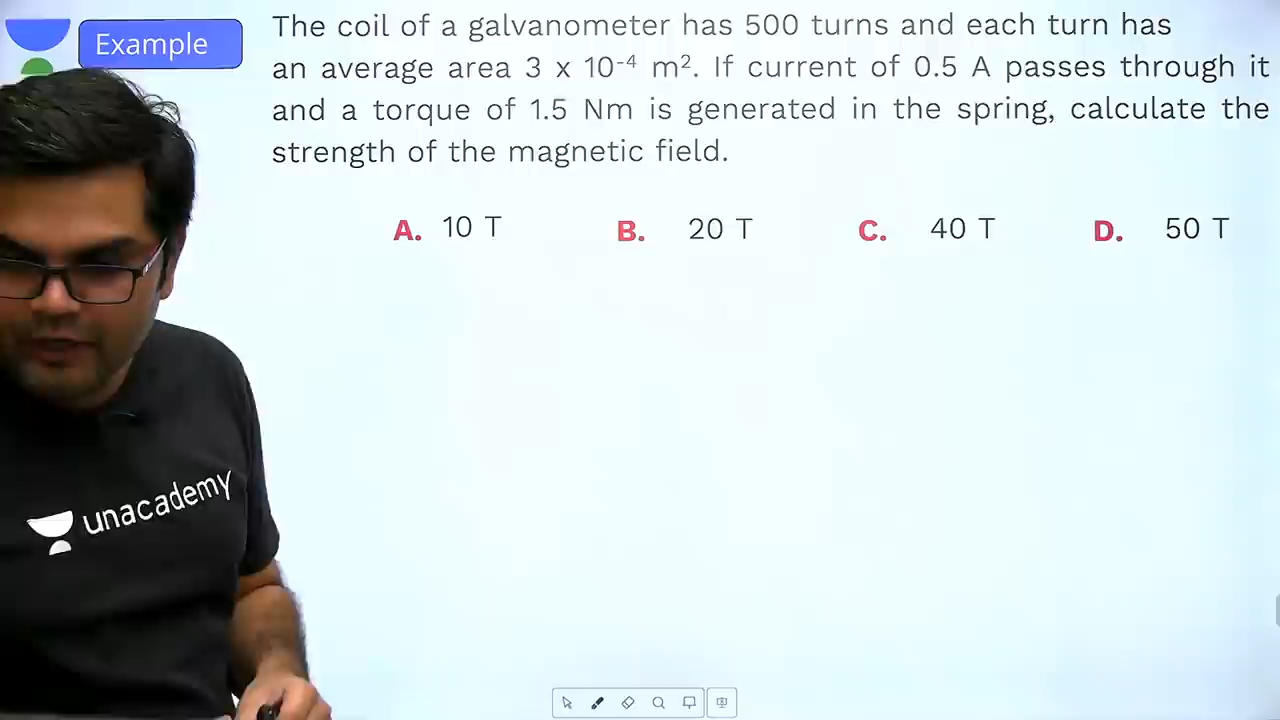 Example
The coil of a galvanometer has 500 turns and each turn has
an average area 3 x 10⁻⁴ m². If current of 0.5 A passes through it
and a torque of 1.5 Nm is generated in the spring, calculate the
strength of the magnetic field.
A. 10 T B. 20 T C. 40 T D. 50 T
unacademy